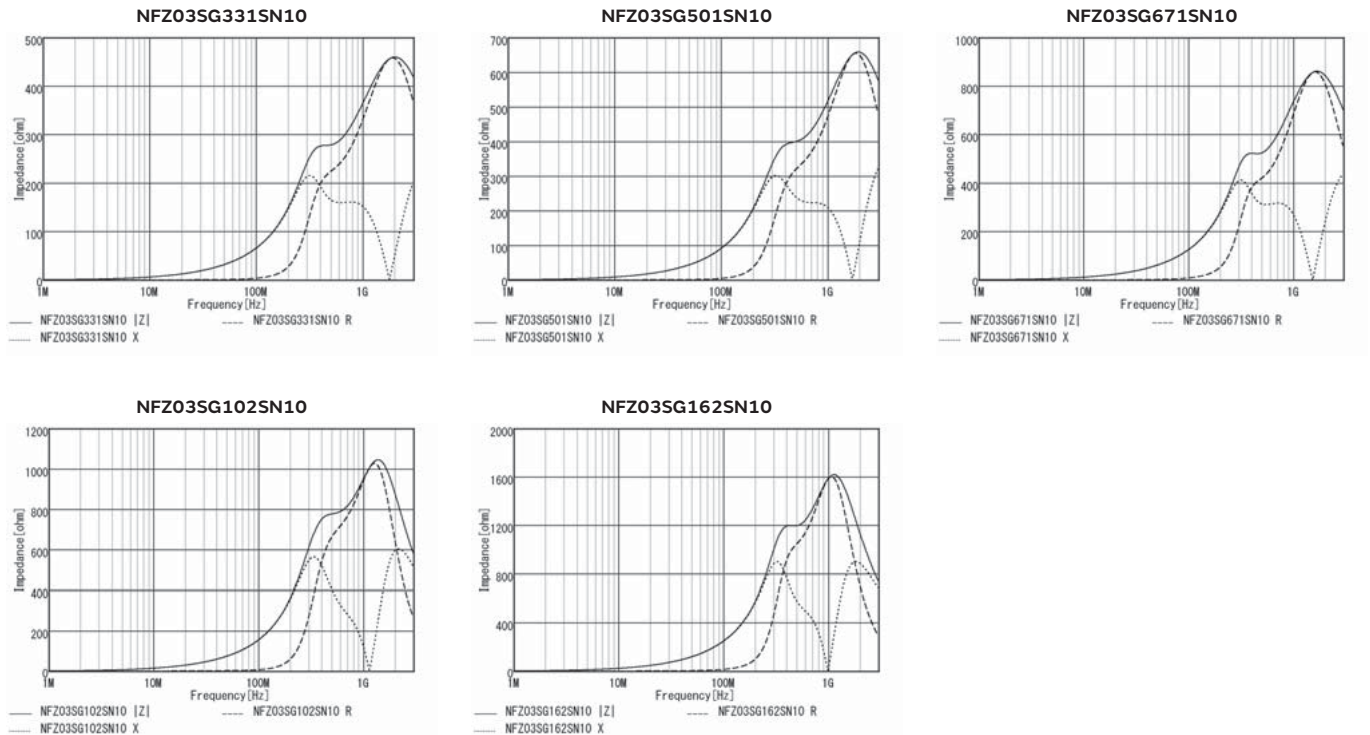 NFZ03SG331SN10
500
400
300
200
100
0
Impedance[ohm]
1M 10M 100M 1G
Frequency[Hz]
NFZ03SG331SN10 |Z| NFZ03SG331SN10 R
NFZ03SG331SN10 X
NFZ03SG501SN10
700
600
500
400
300
200
100
0
Impedance[ohm]
1M 10M 100M 1G
Frequency[Hz]
NFZ03SG501SN10 |Z| NFZ03SG501SN10 R
NFZ03SG501SN10 X
NFZ03SG671SN10
1000
800
600
400
200
0
Impedance[ohm]
1M 10M 100M 1G
Frequency[Hz]
NFZ03SG671SN10 |Z| NFZ03SG671SN10 R
NFZ03SG671SN10 X
NFZ03SG102SN10
1200
1000
800
600
400
200
0
Impedance[ohm]
1M 10M 100M 1G
Frequency[Hz]
NFZ03SG102SN10 |Z| NFZ03SG102SN10 R
NFZ03SG102SN10 X
NFZ03SG162SN10
2000
1600
1200
800
400
0
Impedance[ohm]
1M 10M 100M 1G
Frequency[Hz]
NFZ03SG162SN10 |Z| NFZ03SG162SN10 R
NFZ03SG162SN10 X